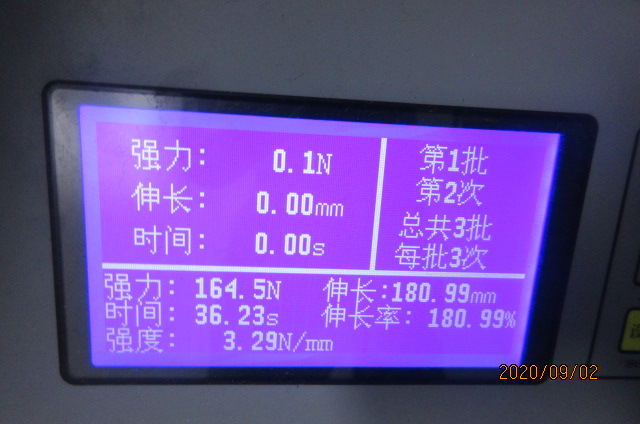 强力: 0.1N
伸长: 0.00mm
时间: 0.00s
第1批
第2次
总共3批
每批3次
强力: 164.5N 伸长:180.99mm
时间: 36.23s 伸长率: 180.99%
强度: 3.29N/mm
2020/09/02